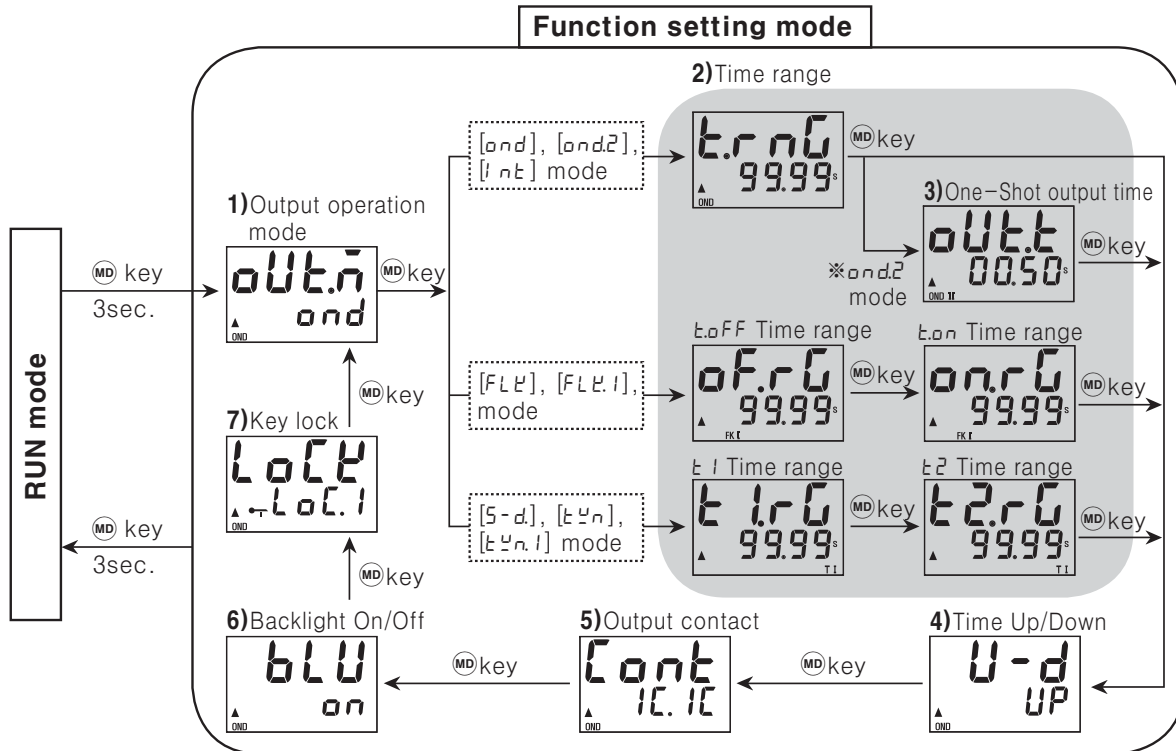 Function setting mode
2)Time range
[ond], [ond.2],
[Int] mode
t.rnG
99.99s
OND
MD key
1)Output operation
mode
oUt.m
ond
OND
MD key
3)One-Shot output time
oUt.t
00.50s
OND
MD key
※ond.2
mode
RUN mode
MD key
3sec.
t.oFF Time range
t.on Time range
[FLK], [FLK.1],
mode
oF.rG
99.99s
FK
MD key
on.rG
99.99s
FK
MD key
MD key
7)Key lock
LoCK
LoC.1
OND
t1 Time range
t2 Time range
[S-d.], [twn],
[twn.1] mode
t1.rG
99.99s
T I
MD key
t2.rG
99.99s
T I
MD key
MD key
3sec.
MD key
6)Backlight On/Off
bLU
on
OND
MD key
5)Output contact
Cont
1C.1C
OND
MD key
4)Time Up/Down
U-d
UP
OND